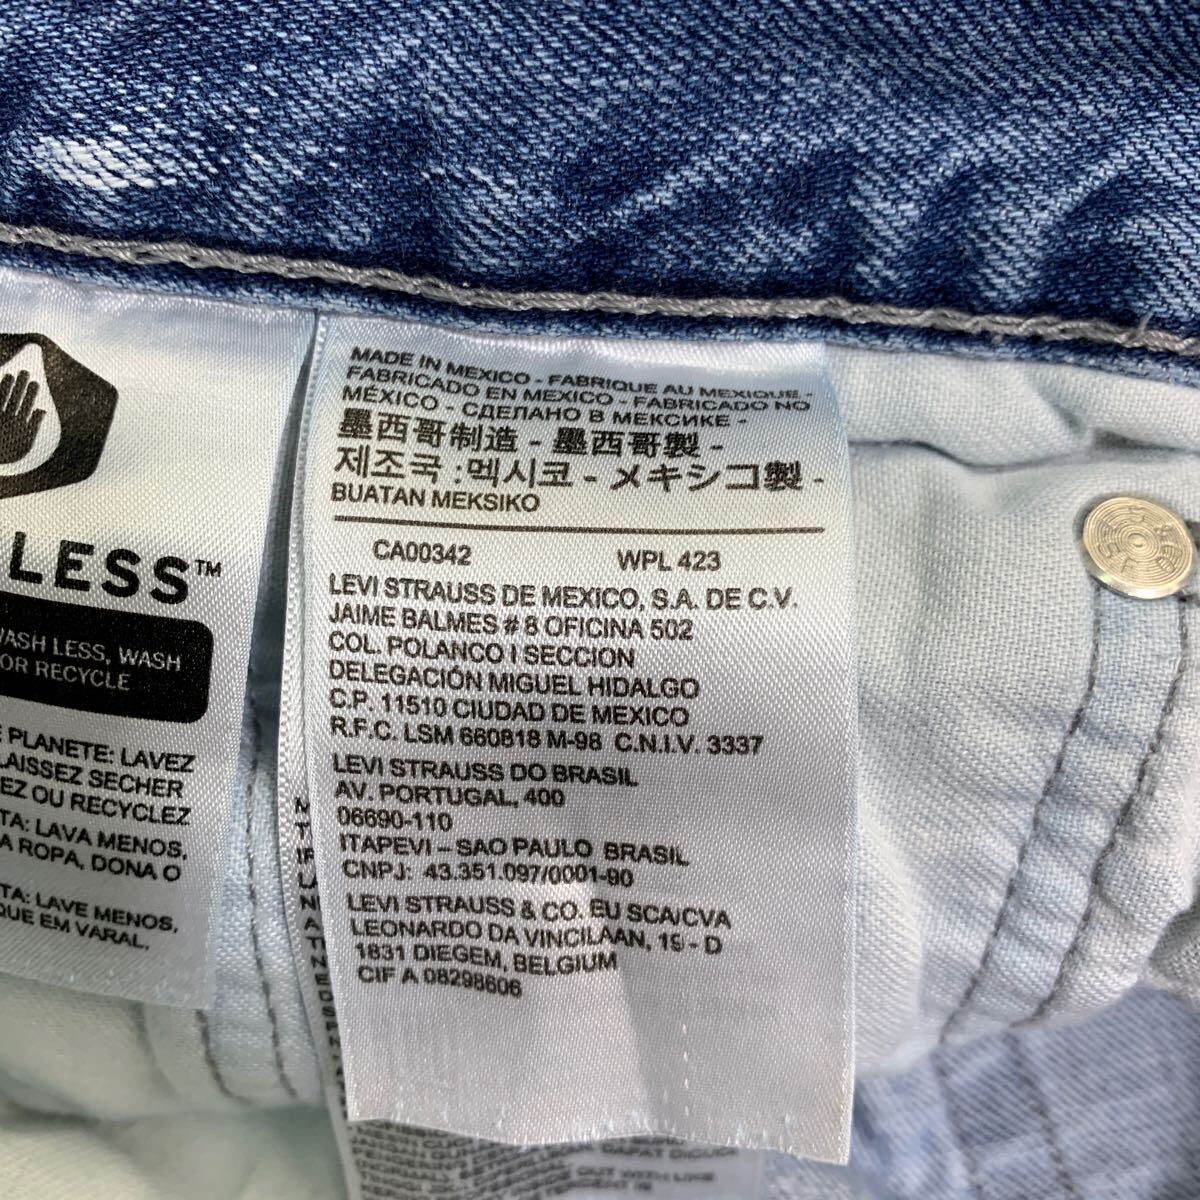 LESS™
WASH LESS, WASH
OR RECYCLE
PLANETE: LAVEZ
LAISSEZ SECHER
EZ OU RECYCLEZ
TA: LAVA MENOS,
A ROPA, DONA O
TA: LAVE MENOS,
QUE EM VARAL.
MADE IN MEXICO - FABRIQUE AU MEXIQUE -
FABRICADO EN MEXICO - FABRICADO NO
MÉXICO - СДЕЛАНО В МЕКСИКЕ -
墨西哥制造 - 墨西哥製 -
제조국 : 멕시코 - メキシコ製 -
BUATAN MEKSIKO
CA00342 WPL 423
LEVI STRAUSS DE MEXICO, S.A. DE C.V.
JAIME BALMES # 8 OFICINA 502
COL. POLANCO I SECCION
DELEGACIÓN MIGUEL HIDALGO
C.P. 11510 CIUDAD DE MEXICO
R.F.C. LSM 660818 M-98 C.N.I.V. 3337
LEVI STRAUSS DO BRASIL
AV. PORTUGAL, 400
06690-110
ITAPEVI – SAO PAULO BRASIL
CNPJ: 43.351.097/0001-90
LEVI STRAUSS & CO. EU SCA/CVA
LEONARDO DA VINCILAAN, 19 - D
1831 DIEGEM, BELGIUM
CIF A 08298606